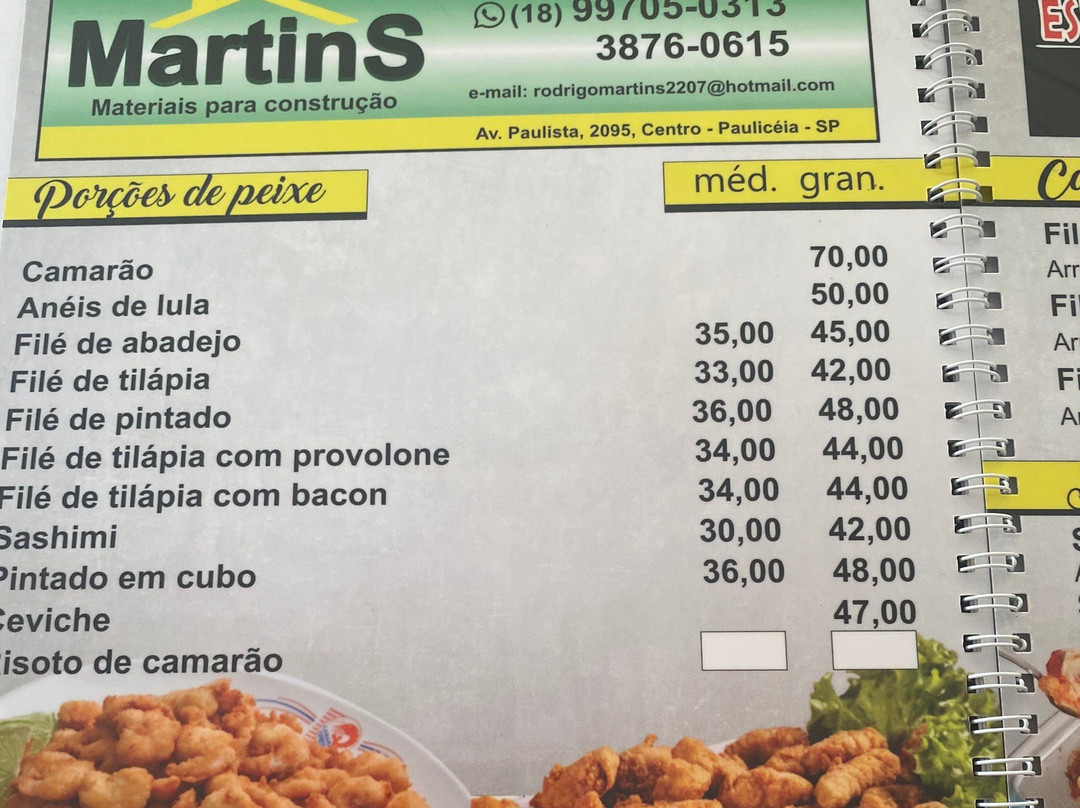 MartinS
Materiais para construção
(18) 99705-0313
3876-0615
e-mail: rodrigomartins2207@hotmail.com
Av. Paulista, 2095, Centro - Paulicéia - SP
Porções de peixe méd. gran.
Camarão 70,00
Anéis de lula 50,00
Filé de abadejo 35,00 45,00
Filé de tilápia 33,00 42,00
Filé de pintado 36,00 48,00
Filé de tilápia com provolone 34,00 44,00
Filé de tilápia com bacon 34,00 44,00
Sashimi 30,00 42,00
Pintado em cubo 36,00 48,00
Ceviche 47,00
isoto de camarão